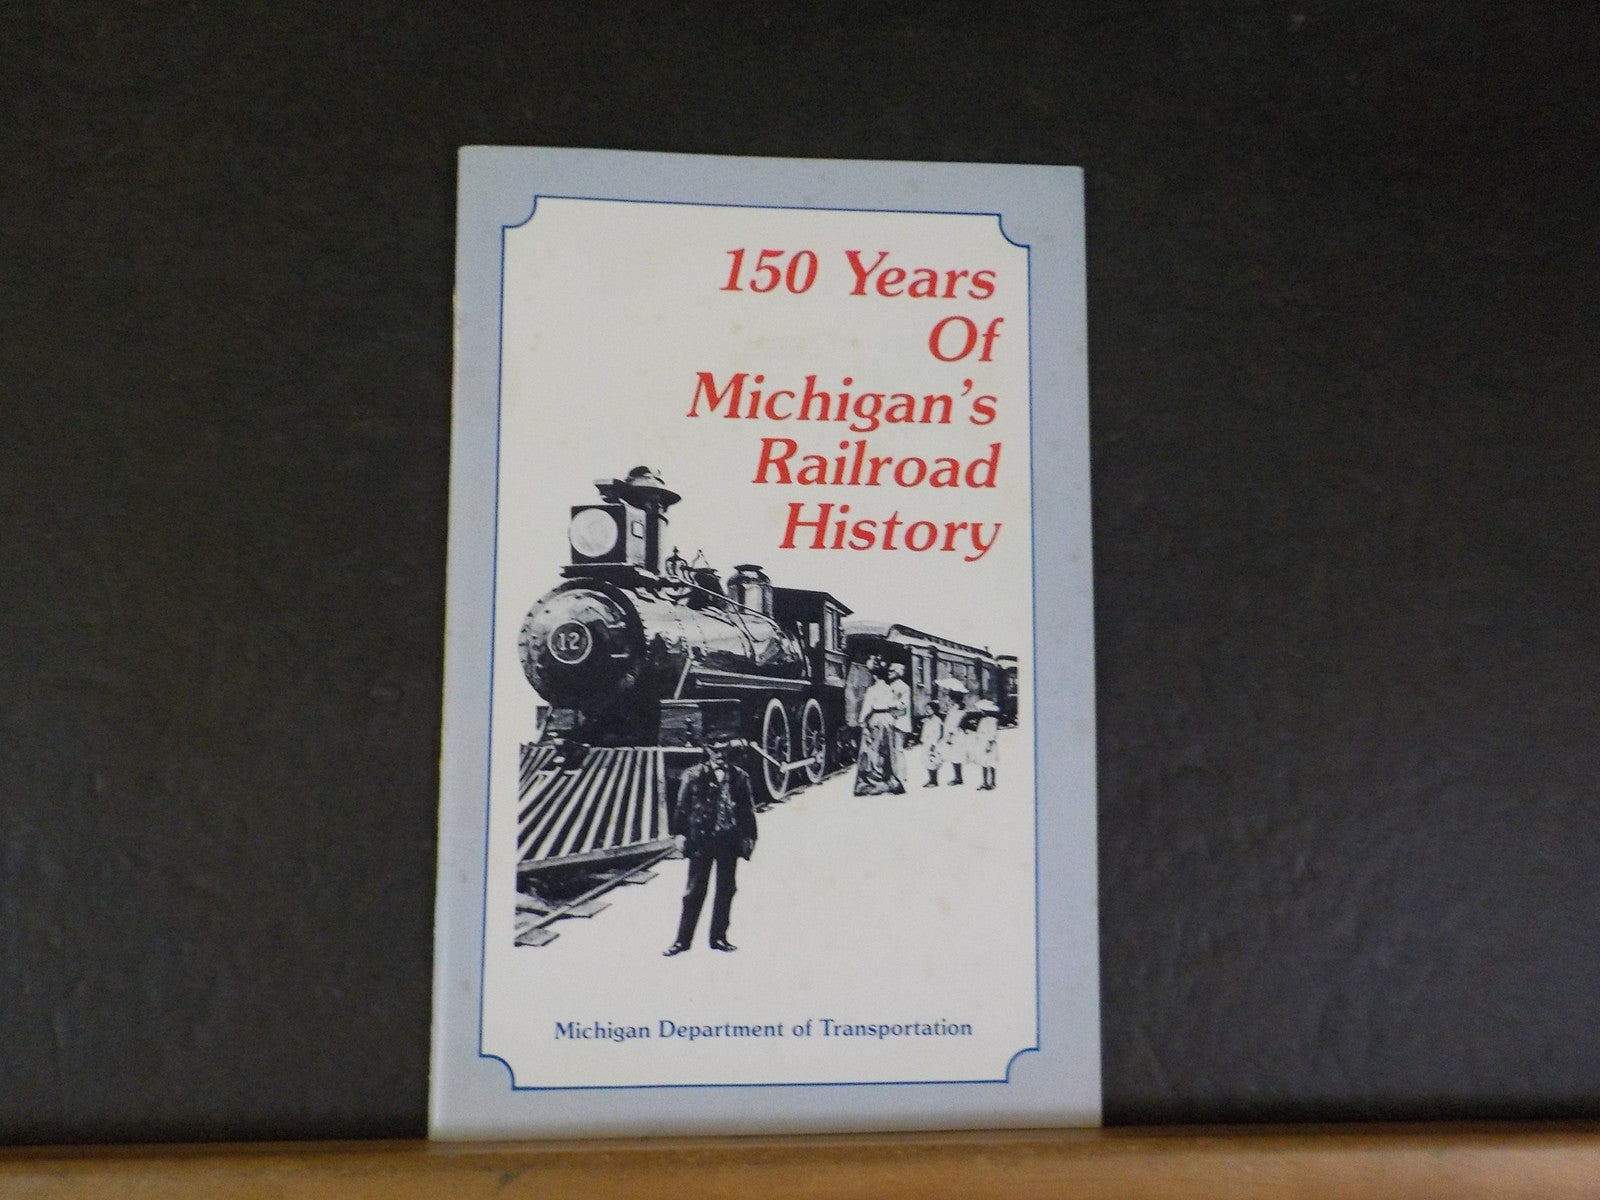 150 Years
Of
Michigan's
Railroad
History
12
Michigan Department of Transportation